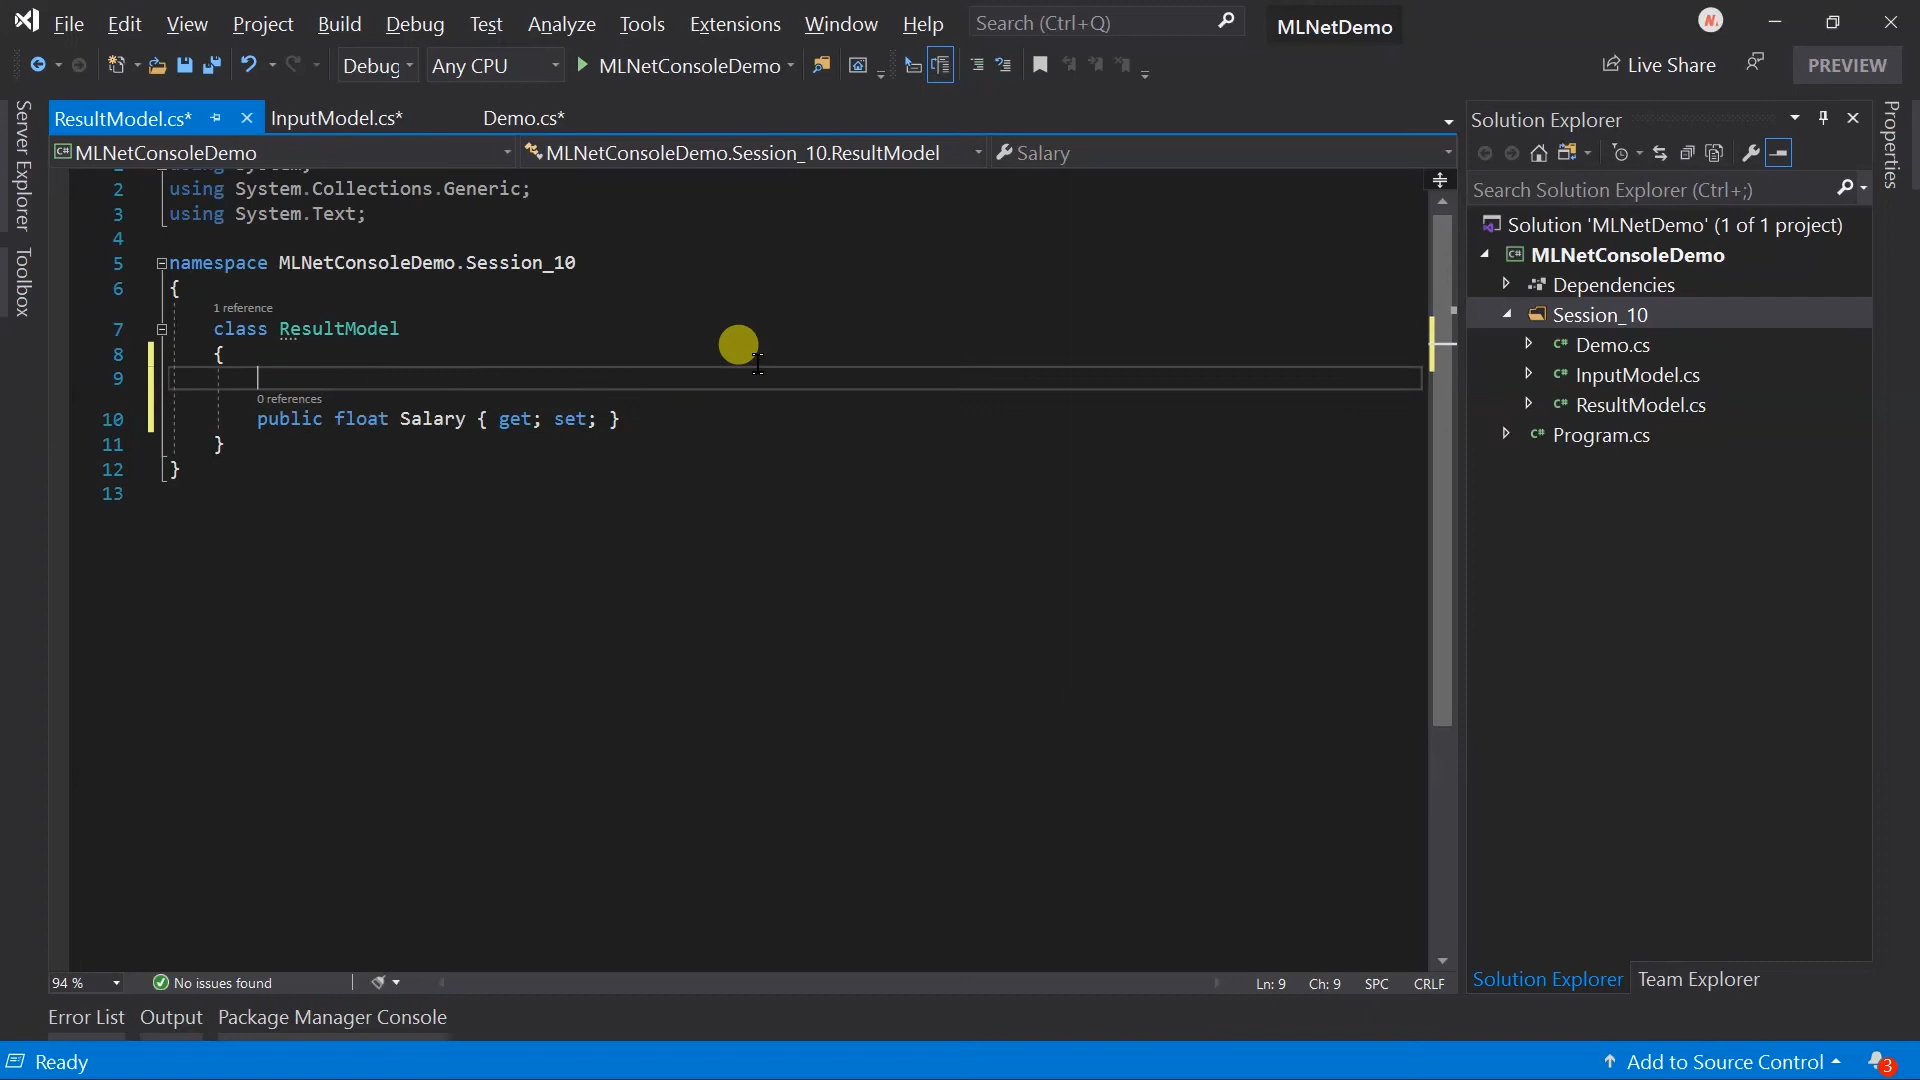 File Edit View Project Build Debug Test Analyze Tools Extensions Window Help Search (Ctrl+Q) MLNetDemo
Debug Any CPU MLNetConsoleDemo Live Share PREVIEW
Server Explorer
Toolbox
ResultModel.cs* InputModel.cs* Demo.cs*
MLNetConsoleDemo MLNetConsoleDemo.Session_10.ResultModel Salary
2 using System.Collections.Generic;
3 using System.Text;
4
5 namespace MLNetConsoleDemo.Session_10
6 {
1 reference
7 class ResultModel
8 {
9
0 references
10 public float Salary { get; set; }
11 }
12 }
13
94 % No issues found Ln: 9 Ch: 9 SPC CRLF
Solution Explorer
Search Solution Explorer (Ctrl+;)
Solution 'MLNetDemo' (1 of 1 project)
MLNetConsoleDemo
Dependencies
Session_10
C# Demo.cs
C# InputModel.cs
C# ResultModel.cs
C# Program.cs
Solution Explorer Team Explorer
Properties
Error List Output Package Manager Console
Ready Add to Source Control 3